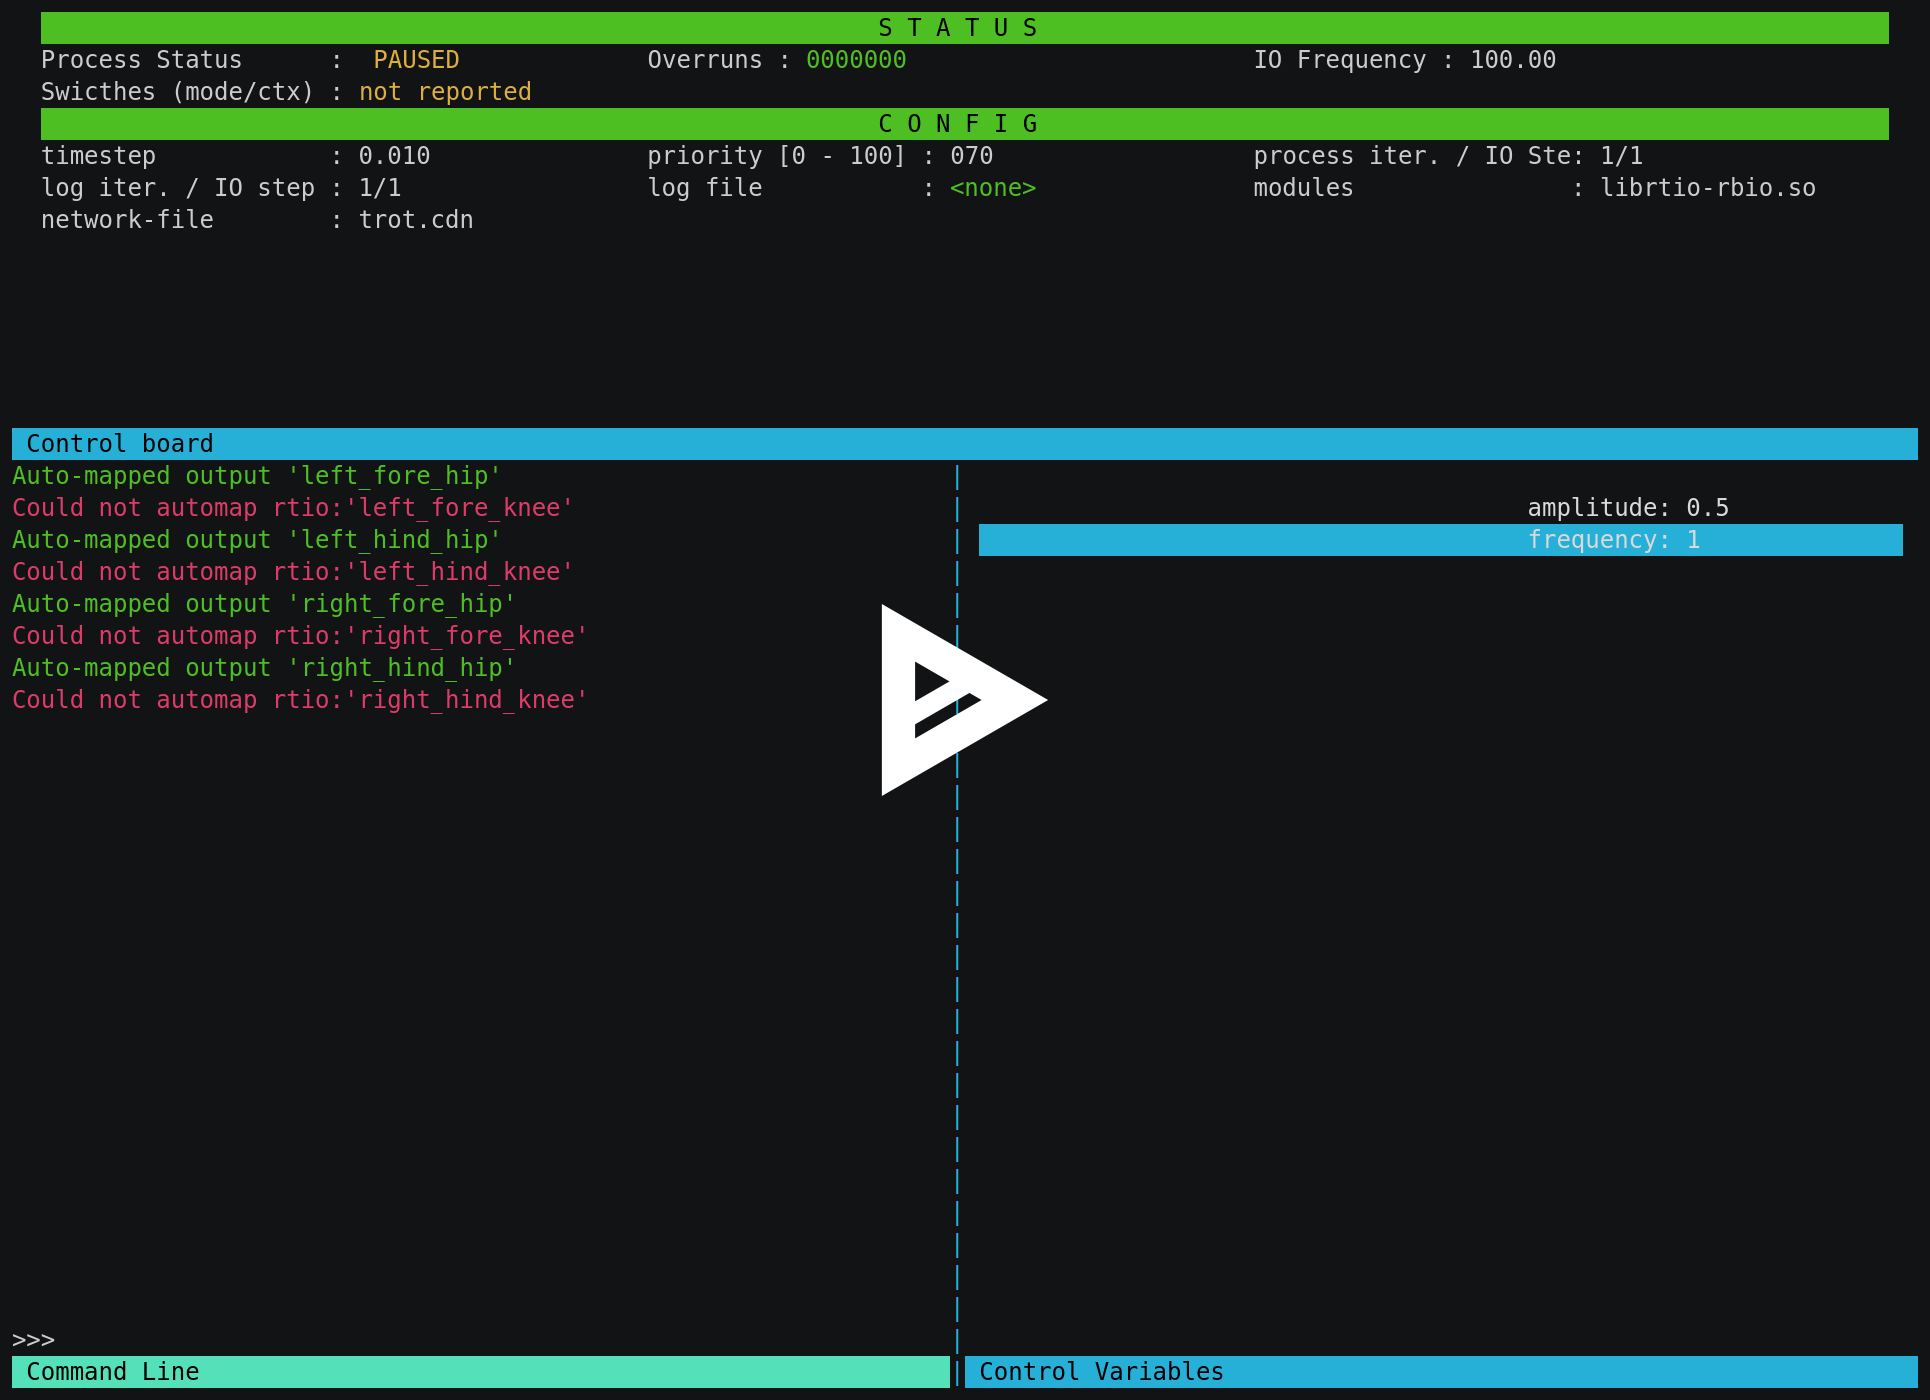 S T A T U S
Process Status      :  PAUSED             Overruns : 0000000                        IO Frequency : 100.00
Swicthes (mode/ctx) : not reported
C O N F I G
timestep            : 0.010               priority [0 - 100] : 070                  process iter. / IO Ste: 1/1
log iter. / IO step : 1/1                 log file           : <none>               modules               : librtio-rbio.so
network-file        : trot.cdn
Control board
Auto-mapped output 'left_fore_hip'
Could not automap rtio:'left_fore_knee'
amplitude: 0.5
Auto-mapped output 'left_hind_hip'
frequency: 1
Could not automap rtio:'left_hind_knee'
Auto-mapped output 'right_fore_hip'
Could not automap rtio:'right_fore_knee'
Auto-mapped output 'right_hind_hip'
Could not automap rtio:'right_hind_knee'
>>>
Command Line
Control Variables